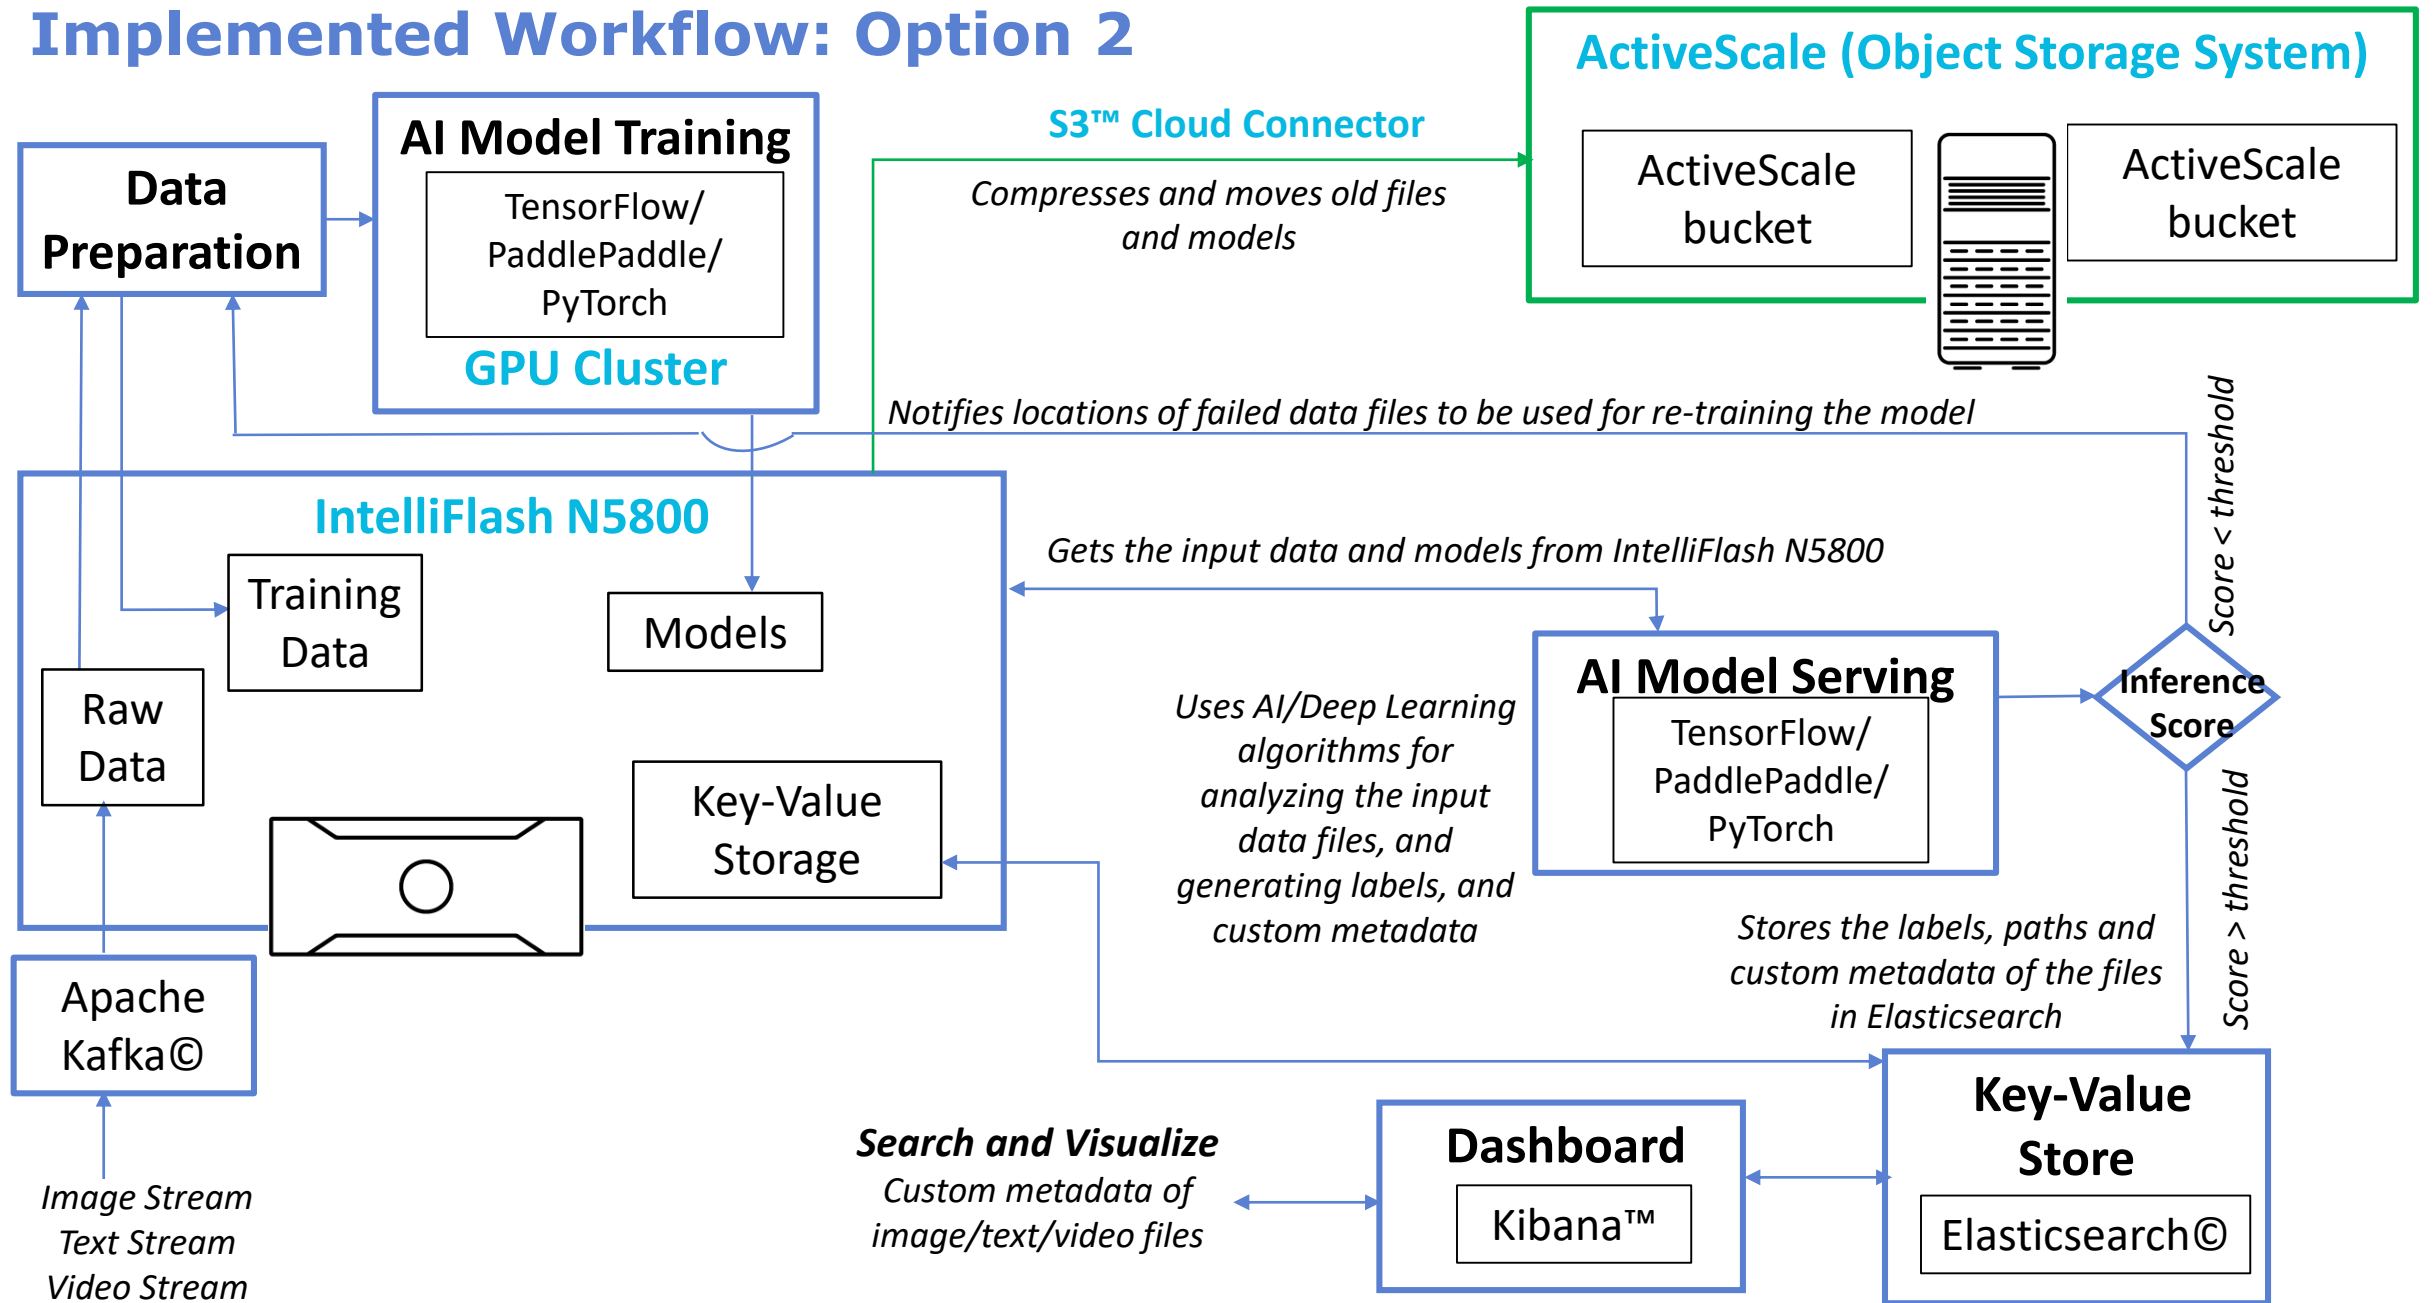 Implemented Workflow: Option 2
ActiveScale (Object Storage System)
ActiveScale
bucket
ActiveScale
bucket
S3™ Cloud Connector
Compresses and moves old files
and models
AI Model Training
TensorFlow/
PaddlePaddle/
PyTorch
GPU Cluster
Data
Preparation
Notifies locations of failed data files to be used for re-training the model
Score < threshold
IntelliFlash N5800
Training
Data
Models
Raw
Data
Key-Value
Storage
Gets the input data and models from IntelliFlash N5800
AI Model Serving
TensorFlow/
PaddlePaddle/
PyTorch
Inference
Score
Uses AI/Deep Learning
algorithms for
analyzing the input
data files, and
generating labels, and
custom metadata
Score > threshold
Stores the labels, paths and
custom metadata of the files
in Elasticsearch
Apache
Kafka©
Image Stream
Text Stream
Video Stream
Search and Visualize
Custom metadata of
image/text/video files
Dashboard
Kibana™
Key-Value
Store
Elasticsearch©